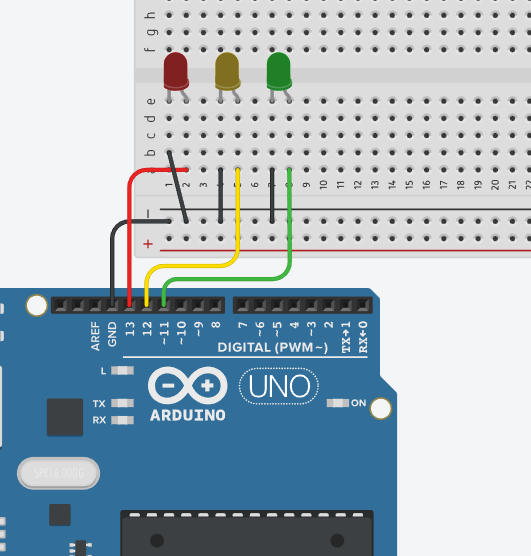 h
g
f
e
d
c
b
1 2 3 4 5 6 7 8 9 10 11 12 13 14 15 16 17 18 19 20 21
−
+
AREF
GND
13
12
~11
~10
~9
8
7
~6
~5
4
~3
2
TX→1
RX←0
DIGITAL (PWM~)
L
TX
RX
− +
ARDUINO
UNO
ON
SPK16.000G